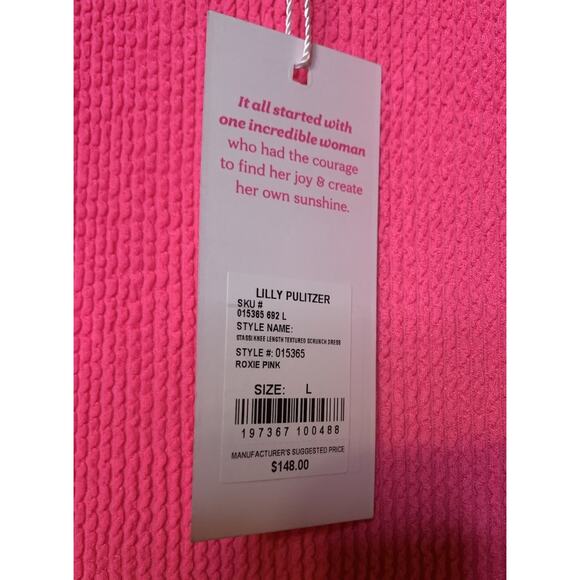 It all started with
one incredible woman
who had the courage
to find her joy & create
her own sunshine.
LILLY PULITZER
SKU #
015365 692 L
STYLE NAME:
STASSI KNEE LENGTH TEXTURED SCRUNCH DRESS
STYLE #: 015365
ROXIE PINK
SIZE: L
197367 100488
MANUFACTURER'S SUGGESTED PRICE
$148.00